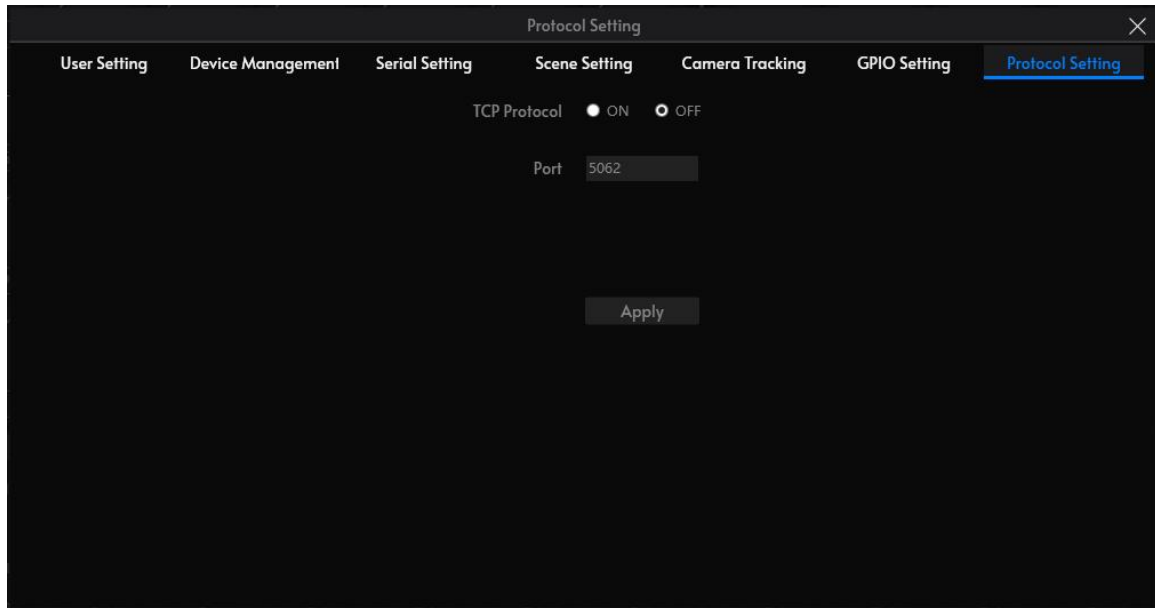 Protocol Setting
User Setting Device Management Serial Setting Scene Setting Camera Tracking GPIO Setting Protocol Setting
TCP Protocol ON OFF
Port 5062
Apply